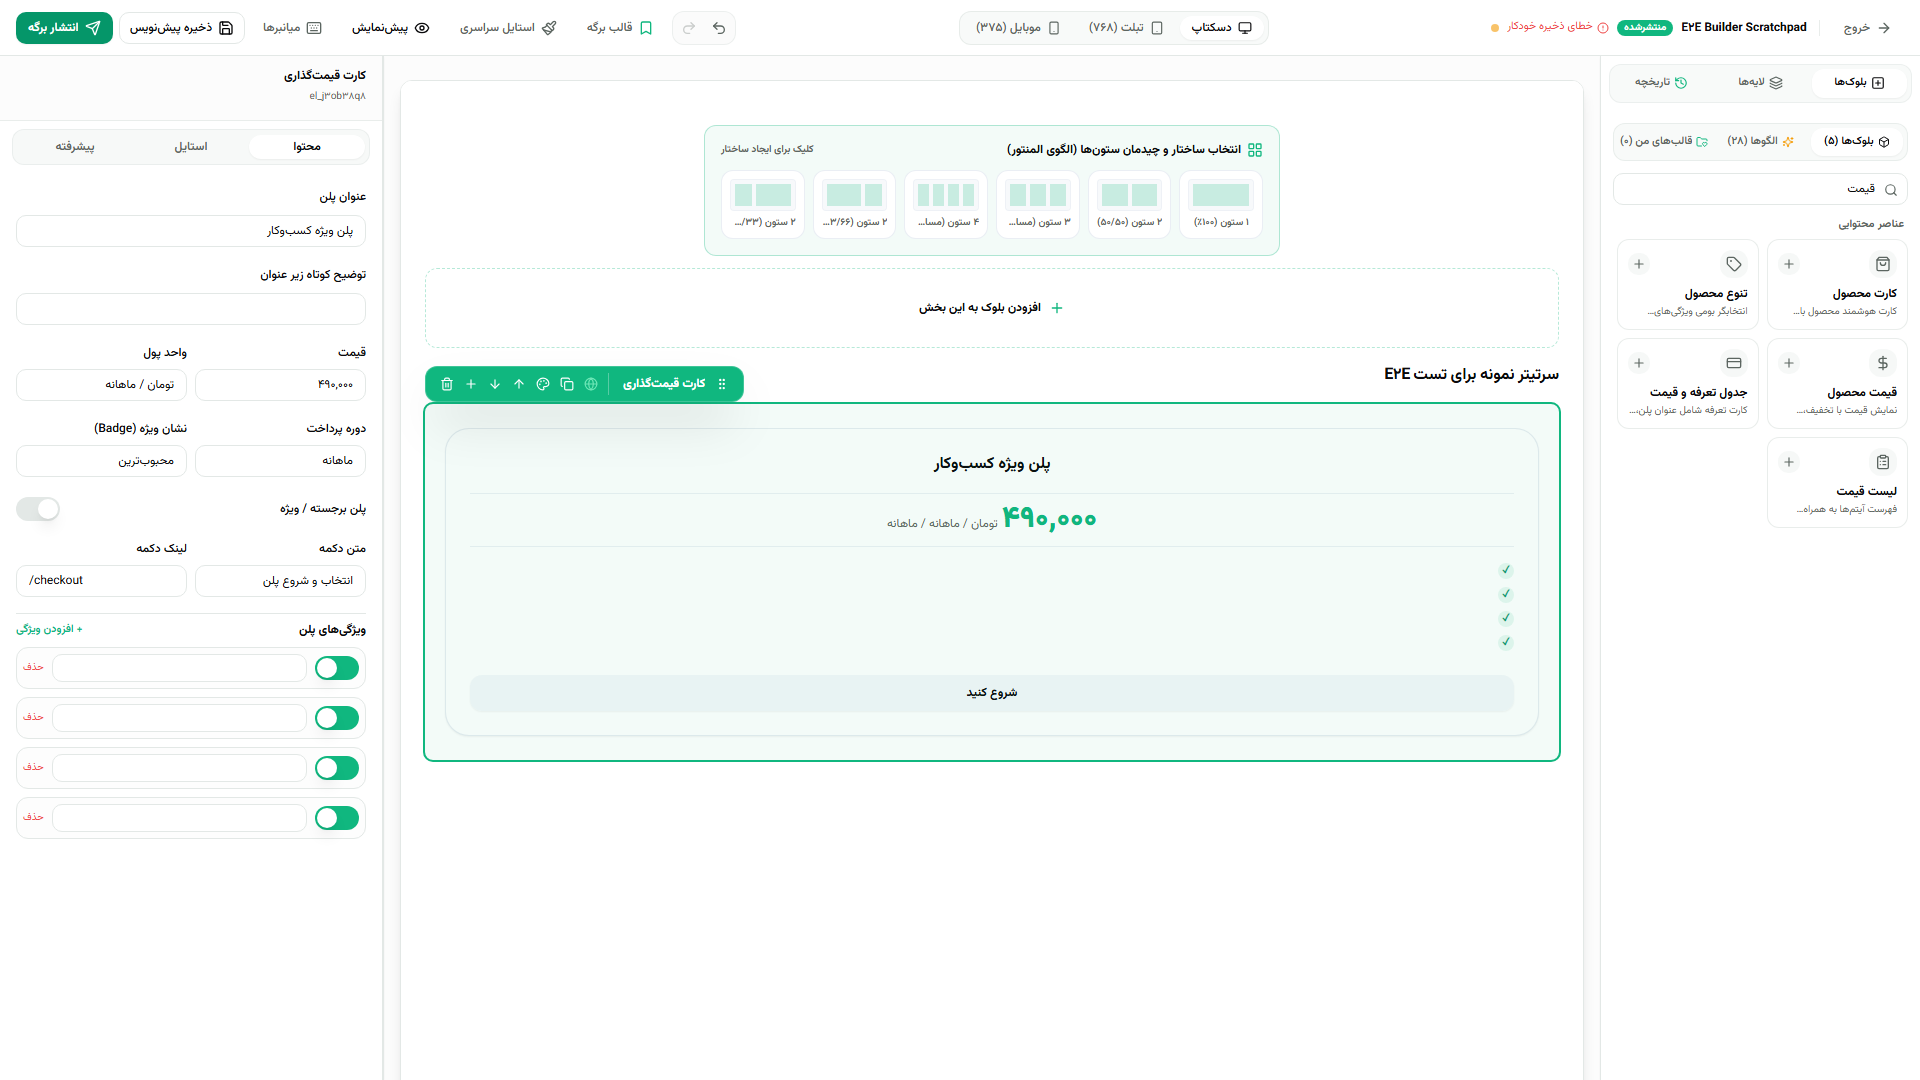 خروج
E۲E Builder Scratchpad
منتشرشده
خطای ذخیره خودکار
دسکتاپ
تبلت (۷۶۸)
موبایل (۳۷۵)
قالب برگه
استایل سراسری
پیش‌نمایش
میانبرها
ذخیره پیش‌نویس
انتشار برگه
بلوک‌ها
لایه‌ها
تاریخچه
بلوک‌ها (۵)
الگوها (۲۸)
قالب‌های من (۰)
قیمت
عناصر محتوایی
کارت محصول
کارت هوشمند محصول با...
تنوع محصول
انتخابگر بومی ویژگی‌های...
قیمت محصول
نمایش قیمت با تخفیف،...
جدول تعرفه و قیمت
کارت تعرفه شامل عنوان پلن،...
لیست قیمت
فهرست آیتم‌ها به همراه...
انتخاب ساختار و چیدمان ستون‌ها (الگوی المنتور)
کلیک برای ایجاد ساختار
۱ ستون (۱۰۰٪)
۲ ستون (۵۰/۵۰)
۳ ستون (مسا...
۴ ستون (مسا...
۲ ستون (۳/۶۶...
۲ ستون (۳۳/...
افزودن بلوک به این بخش
سرتیتر نمونه برای تست E۲E
کارت قیمت‌گذاری
پلن ویژه کسب‌وکار
۴۹۰,۰۰۰ تومان / ماهانه / ماهانه
شروع کنید
کارت قیمت‌گذاری
el_j۳ob۳۸q۸
محتوا
استایل
پیشرفته
عنوان پلن
پلن ویژه کسب‌وکار
توضیح کوتاه زیر عنوان
قیمت
واحد پول
۴۹۰,۰۰۰
تومان / ماهانه
دوره پرداخت
نشان ویژه (Badge)
ماهانه
محبوب‌ترین
پلن برجسته / ویژه
متن دکمه
لینک دکمه
انتخاب و شروع پلن
/checkout
ویژگی‌های پلن
+ افزودن ویژگی
حذف
حذف
حذف
حذف